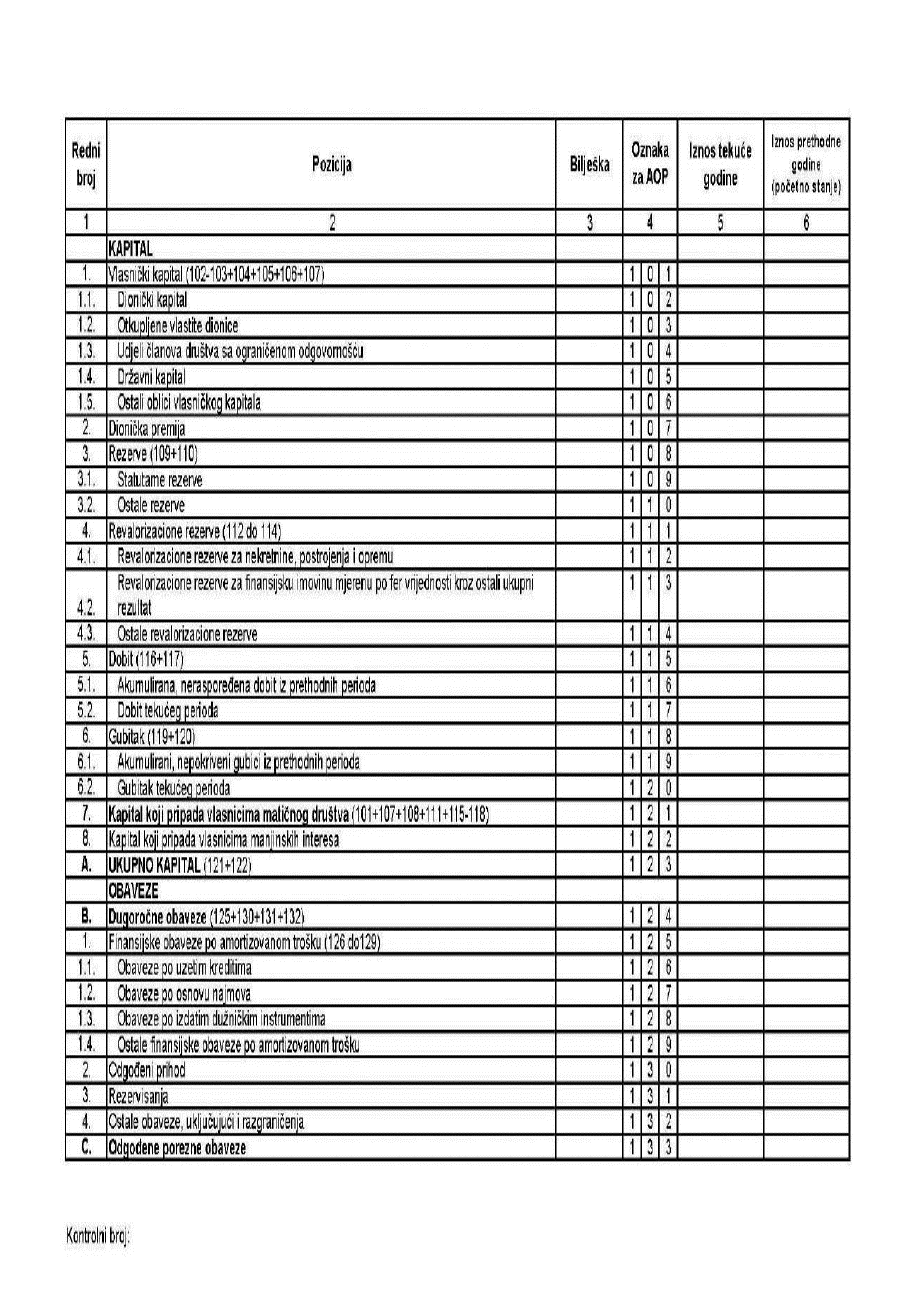 Redni broj | Pozicija | Bilješka | Oznaka za AOP | Iznos tekuće godine | Iznos prethodne godine (početno stanje)
1 | 2 | 3 | 4 | 5 | 6
KAPITAL
1. | Vlasnički kapital (102-103+104+105+106+107) | 1 0 1
1.1. | Dionički kapital | 1 0 2
1.2. | Otkupljene vlastite dionice | 1 0 3
1.3. | Udjeli članova društva sa ograničenom odgovornošću | 1 0 4
1.4. | Državni kapital | 1 0 5
1.5. | Ostali oblici vlasničkog kapitala | 1 0 6
2. | Dionička premija | 1 0 7
3. | Rezerve (109+110) | 1 0 8
3.1. | Statutarne rezerve | 1 0 9
3.2. | Ostale rezerve | 1 1 0
4. | Revalorizacione rezerve (112 do 114) | 1 1 1
4.1. | Revalorizacione rezerve za nekretnine, postrojenja i opremu | 1 1 2
4.2. | Revalorizacione rezerve za finansijsku imovinu mjerenu po fer vrijednosti kroz ostali ukupni rezultat | 1 1 3
4.3. | Ostale revalorizacione rezerve | 1 1 4
5. | Dobit (116+117) | 1 1 5
5.1. | Akumulirana, neraspoređena dobit iz prethodnih perioda | 1 1 6
5.2. | Dobit tekućeg perioda | 1 1 7
6. | Gubitak (119+120) | 1 1 8
6.1. | Akumulirani, nepokriveni gubici iz prethodnih perioda | 1 1 9
6.2. | Gubitak tekućeg perioda | 1 2 0
7. | Kapital koji pripada vlasnicima matičnog društva (101+107+108+111+115-118) | 1 2 1
8. | Kapital koji pripada vlasnicima manjinskih interesa | 1 2 2
A. | UKUPNO KAPITAL (121+122) | 1 2 3
OBAVEZE
B. | Dugoročne obaveze (125+130+131+132) | 1 2 4
1. | Finansijske obaveze po amortizovanom trošku (126 do129) | 1 2 5
1.1. | Obaveze po uzetim kreditima | 1 2 6
1.2. | Obaveze po osnovu najmova | 1 2 7
1.3. | Obaveze po izdatim dužničkim instrumentima | 1 2 8
1.4. | Ostale finansijske obaveze po amortizovanom trošku | 1 2 9
2. | Odgođeni prihod | 1 3 0
3. | Rezervisanja | 1 3 1
4. | Ostale obaveze, uključujući i razgraničenja | 1 3 2
C. | Odgođene porezne obaveze | 1 3 3
Kontrolni broj: